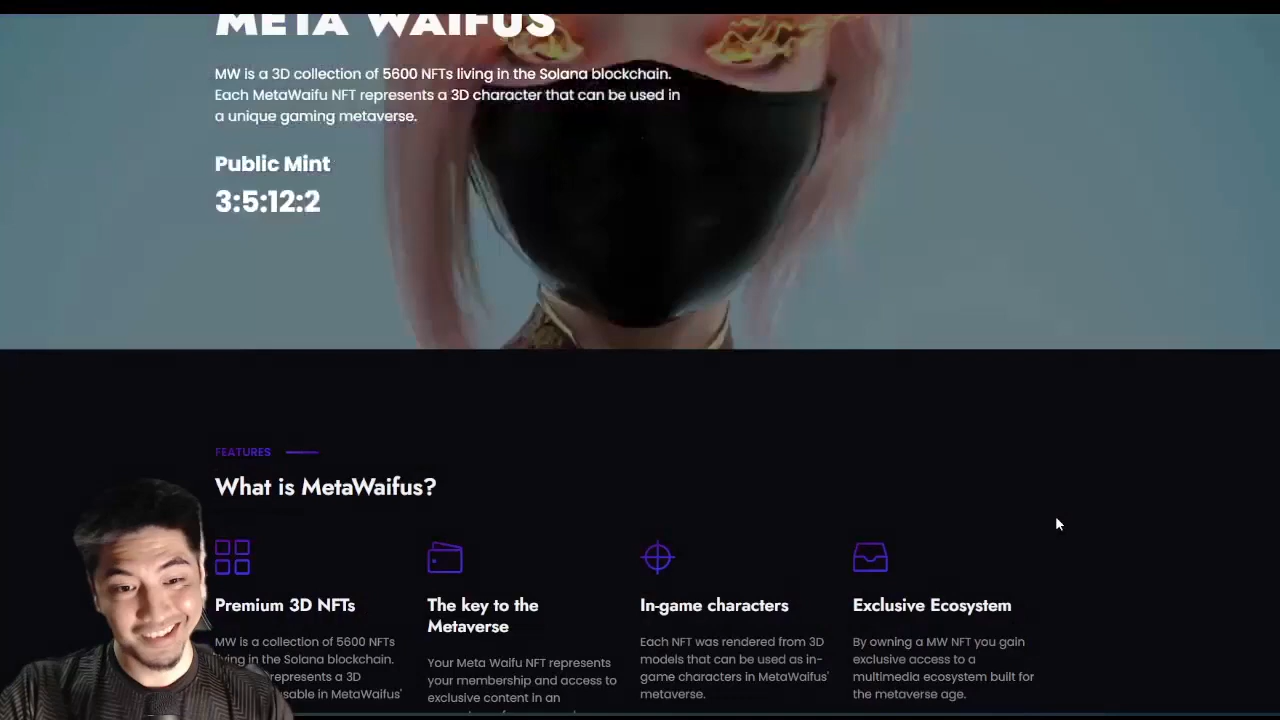 META WAIFUS
MW is a 3D collection of 5600 NFTs living in the Solana blockchain.
Each MetaWaifu NFT represents a 3D character that can be used in
a unique gaming metaverse.
Public Mint
3:5:12:2
FEATURES
What is MetaWaifus?
Premium 3D NFTs
MW is a collection of 5600 NFTs
living in the Solana blockchain.
represents a 3D
usable in MetaWaifus'
The key to the
Metaverse
Your Meta Waifu NFT represents
your membership and access to
exclusive content in an
In-game characters
Each NFT was rendered from 3D
models that can be used as in-
game characters in MetaWaifus'
metaverse.
Exclusive Ecosystem
By owning a MW NFT you gain
exclusive access to a
multimedia ecosystem built for
the metaverse age.